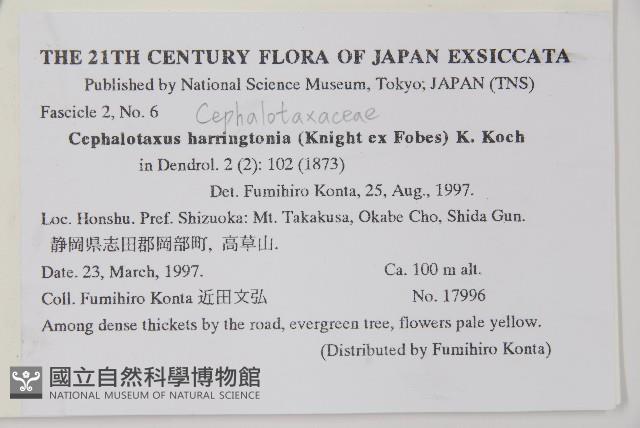 THE 21TH CENTURY FLORA OF JAPAN EXSICCATA
Published by National Science Museum, Tokyo; JAPAN (TNS)
Fascicle 2, No. 6 Cephalotaxaceae
Cephalotaxus harringtonia (Knight ex Fobes) K. Koch
in Dendrol. 2 (2): 102 (1873)
Det. Fumihiro Konta, 25, Aug., 1997.
Loc. Honshu. Pref. Shizuoka: Mt. Takakusa, Okabe Cho, Shida Gun.
静岡県志田郡岡部町, 高草山.
Date. 23, March, 1997. Ca. 100 m alt.
Coll. Fumihiro Konta 近田文弘 No. 17996
Among dense thickets by the road, evergreen tree, flowers pale yellow.
(Distributed by Fumihiro Konta)
國立自然科學博物館
NATIONAL MUSEUM OF NATURAL SCIENCE